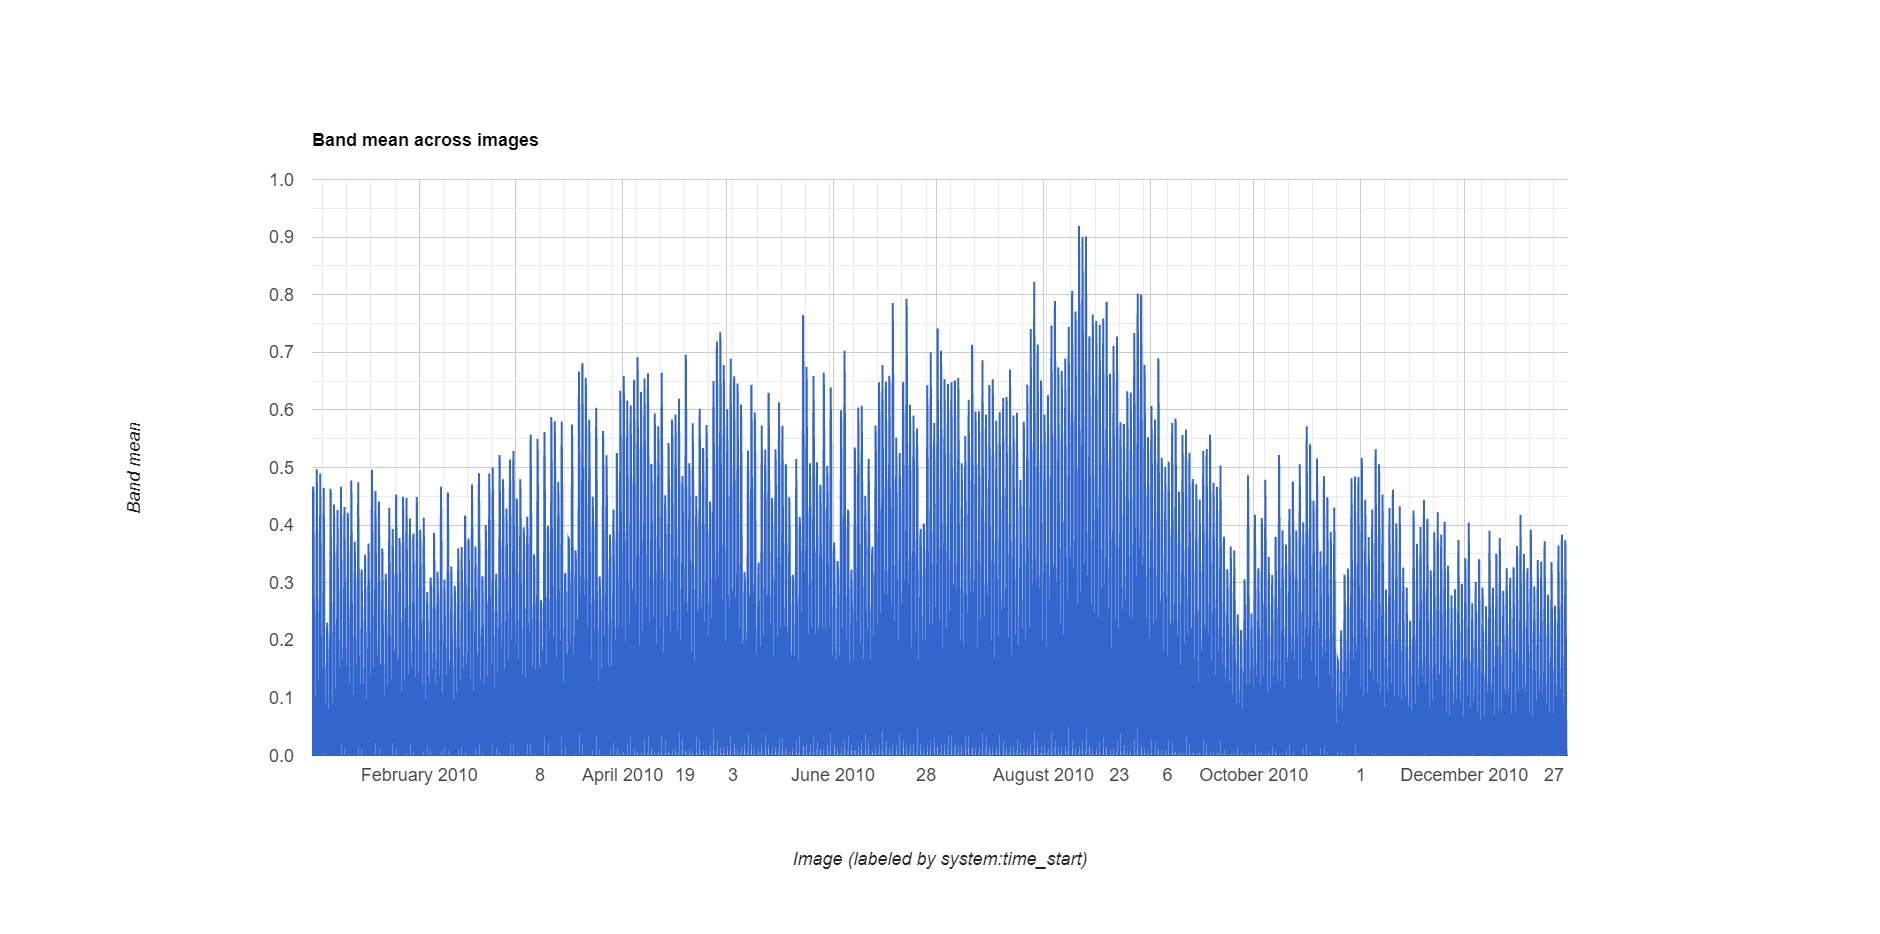 Band mean across images
1.0
0.9
0.8
0.7
0.6
0.5
0.4
0.3
0.2
0.1
0.0
Band mean
February 2010 8 April 2010 19 3 June 2010 28 August 2010 23 6 October 2010 1 December 2010 27
Image (labeled by system:time_start)